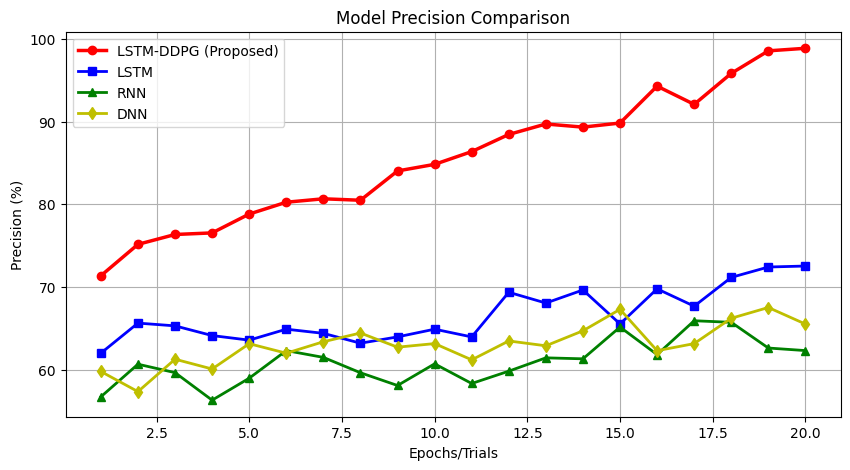 Model Precision Comparison
LSTM-DDPG (Proposed)
LSTM
RNN
DNN
Precision (%)
100
90
80
70
60
2.5 5.0 7.5 10.0 12.5 15.0 17.5 20.0
Epochs/Trials